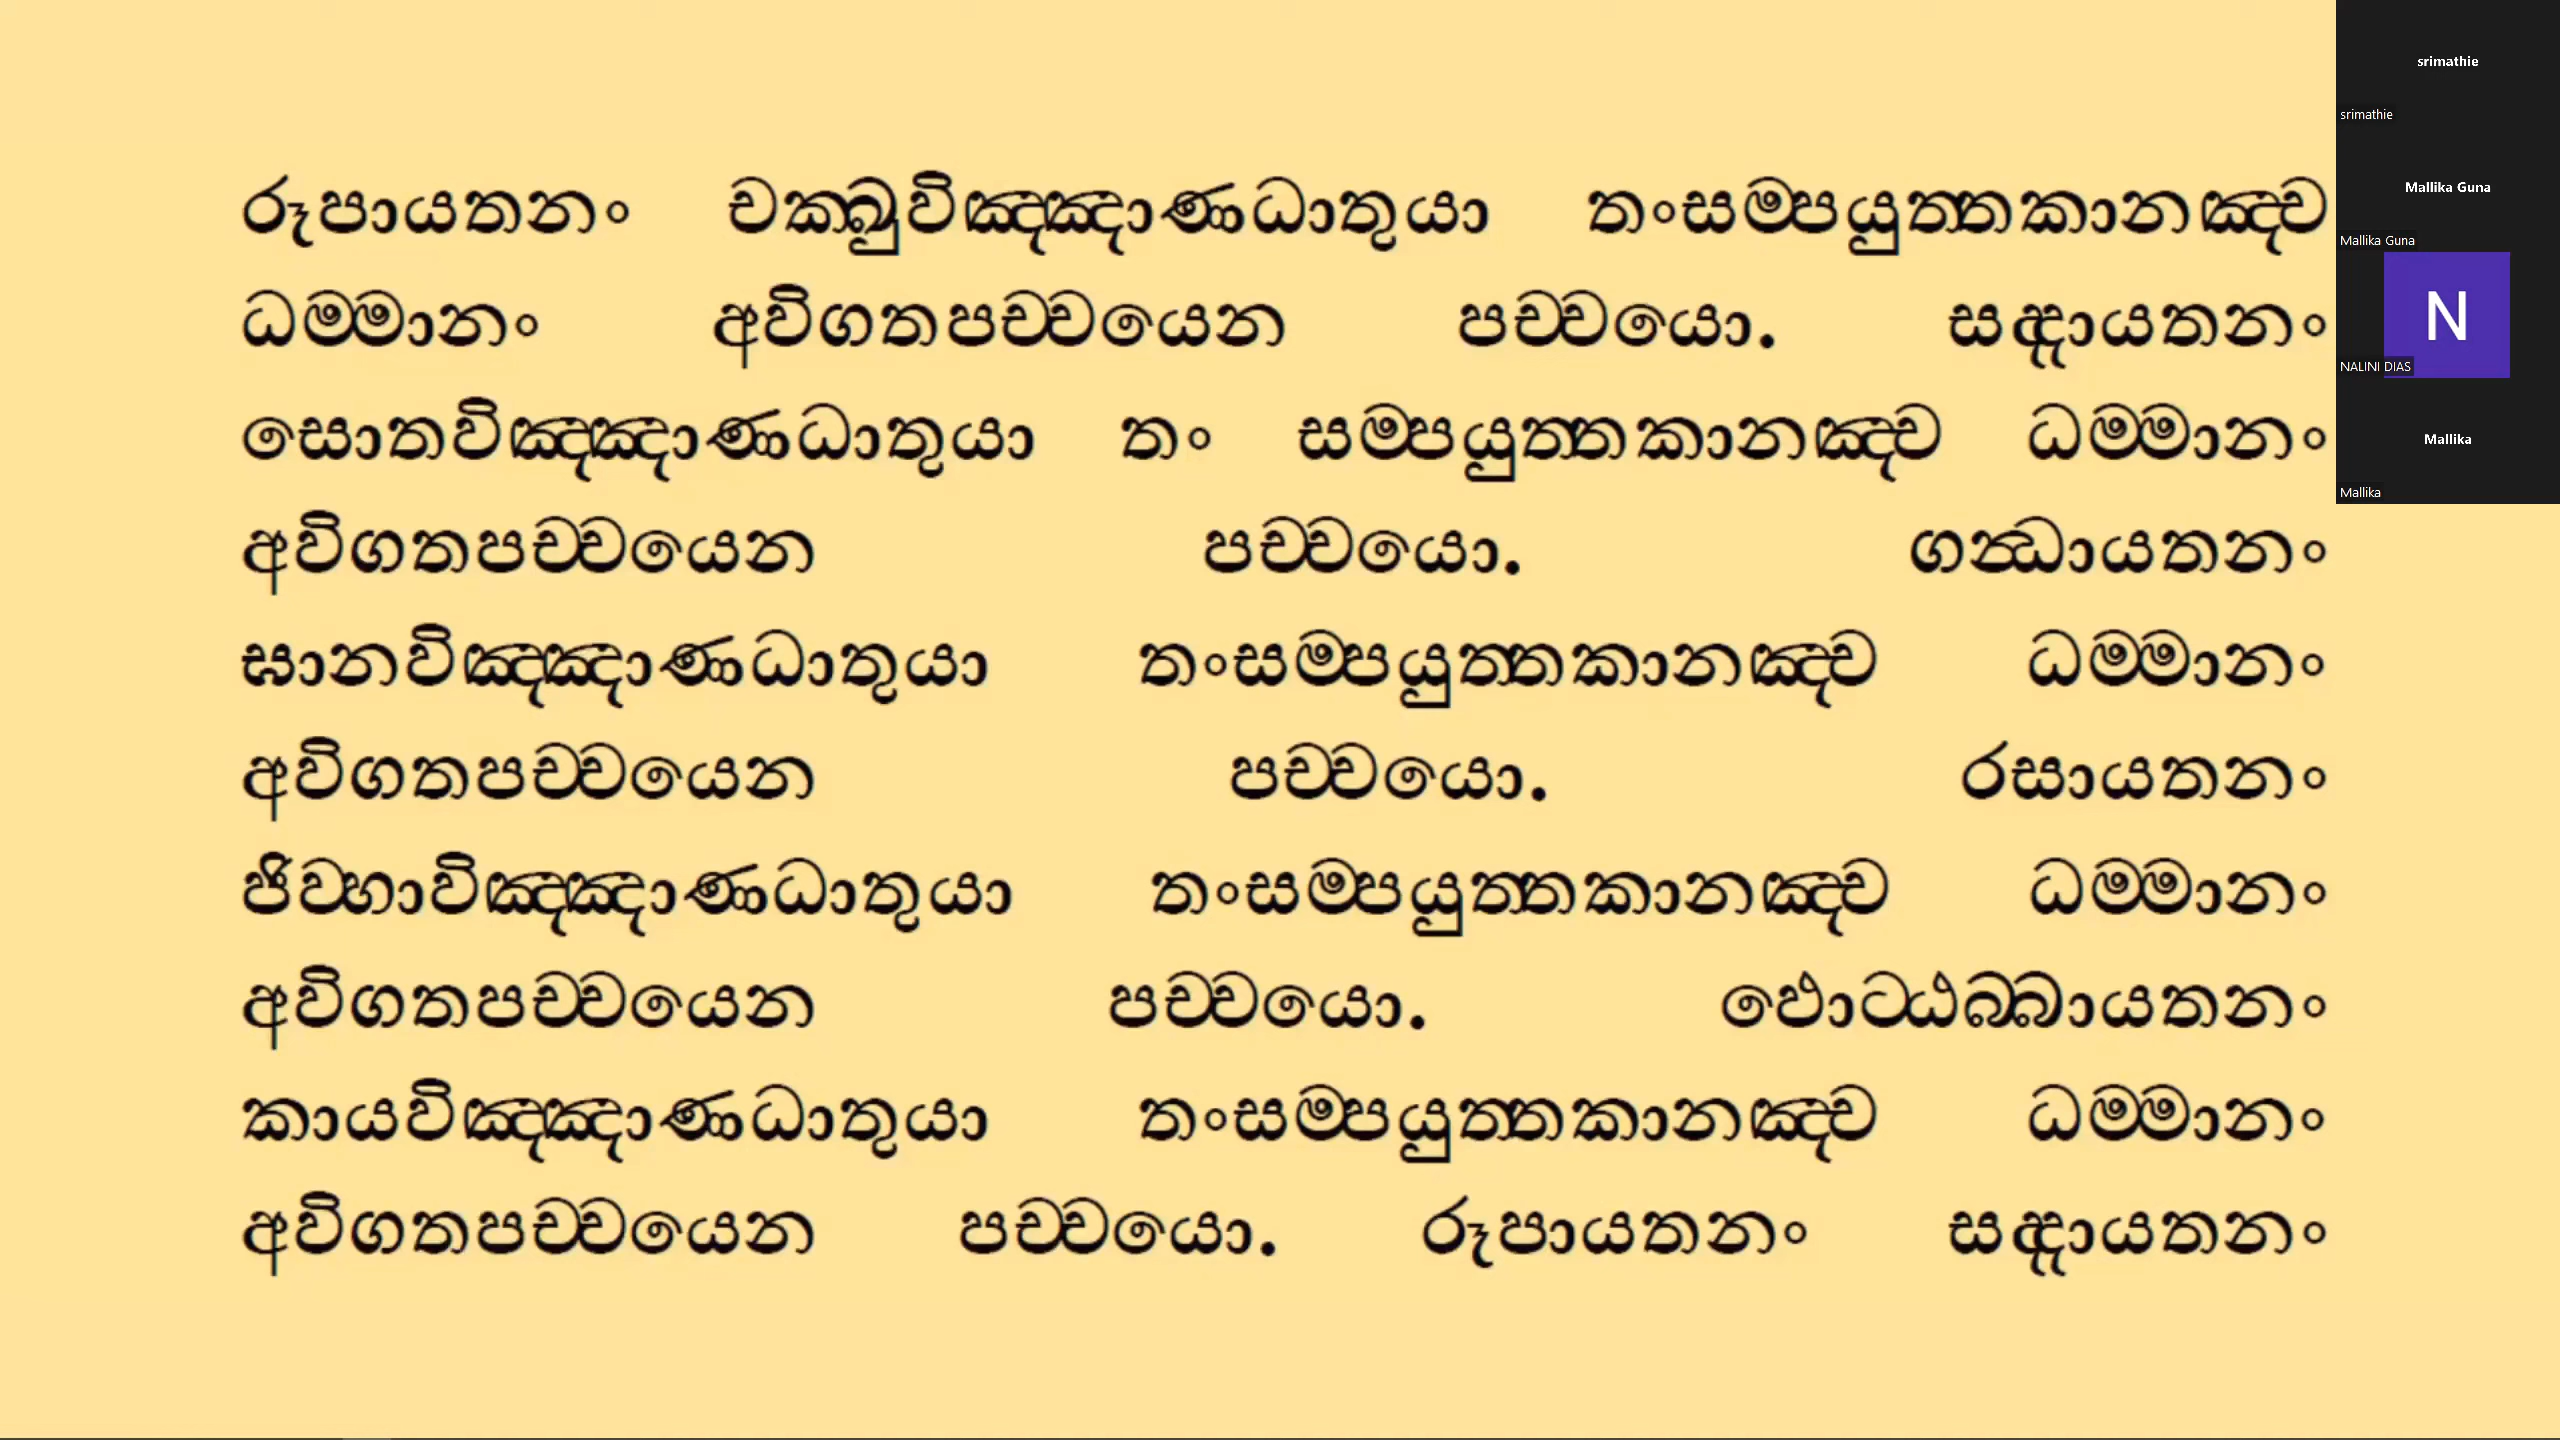 රූපායතනං චක‍්ඛුවිඤ‍්ඤාණධාතුයා තංසම‍්පයුත‍්තකානඤ‍්ච
ධම‍්මානං අවිගතපච‍්චයෙන පච‍්චයො. සද‍්දායතනං
සොතවිඤ‍්ඤාණධාතුයා තං සම‍්පයුත‍්තකානඤ‍්ච ධම‍්මානං
අවිගතපච‍්චයෙන පච‍්චයො. ගන්‍ධායතනං
ඝානවිඤ‍්ඤාණධාතුයා තංසම‍්පයුත‍්තකානඤ‍්ච ධම‍්මානං
අවිගතපච‍්චයෙන පච‍්චයො. රසායතනං
ජිව‍්හාවිඤ‍්ඤාණධාතුයා තංසම‍්පයුත‍්තකානඤ‍්ච ධම‍්මානං
අවිගතපච‍්චයෙන පච‍්චයො. ඵොට‍්ඨබ‍්බායතනං
කායවිඤ‍්ඤාණධාතුයා තංසම‍්පයුත‍්තකානඤ‍්ච ධම‍්මානං
අවිගතපච‍්චයෙන පච‍්චයො. රූපායතනං සද‍්දායතනං
srimathie
srimathie
Mallika Guna
Mallika Guna
N
NALINI DIAS
Mallika
Mallika